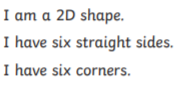 I am a 2D shape.
I have six straight sides.
I have six corners.